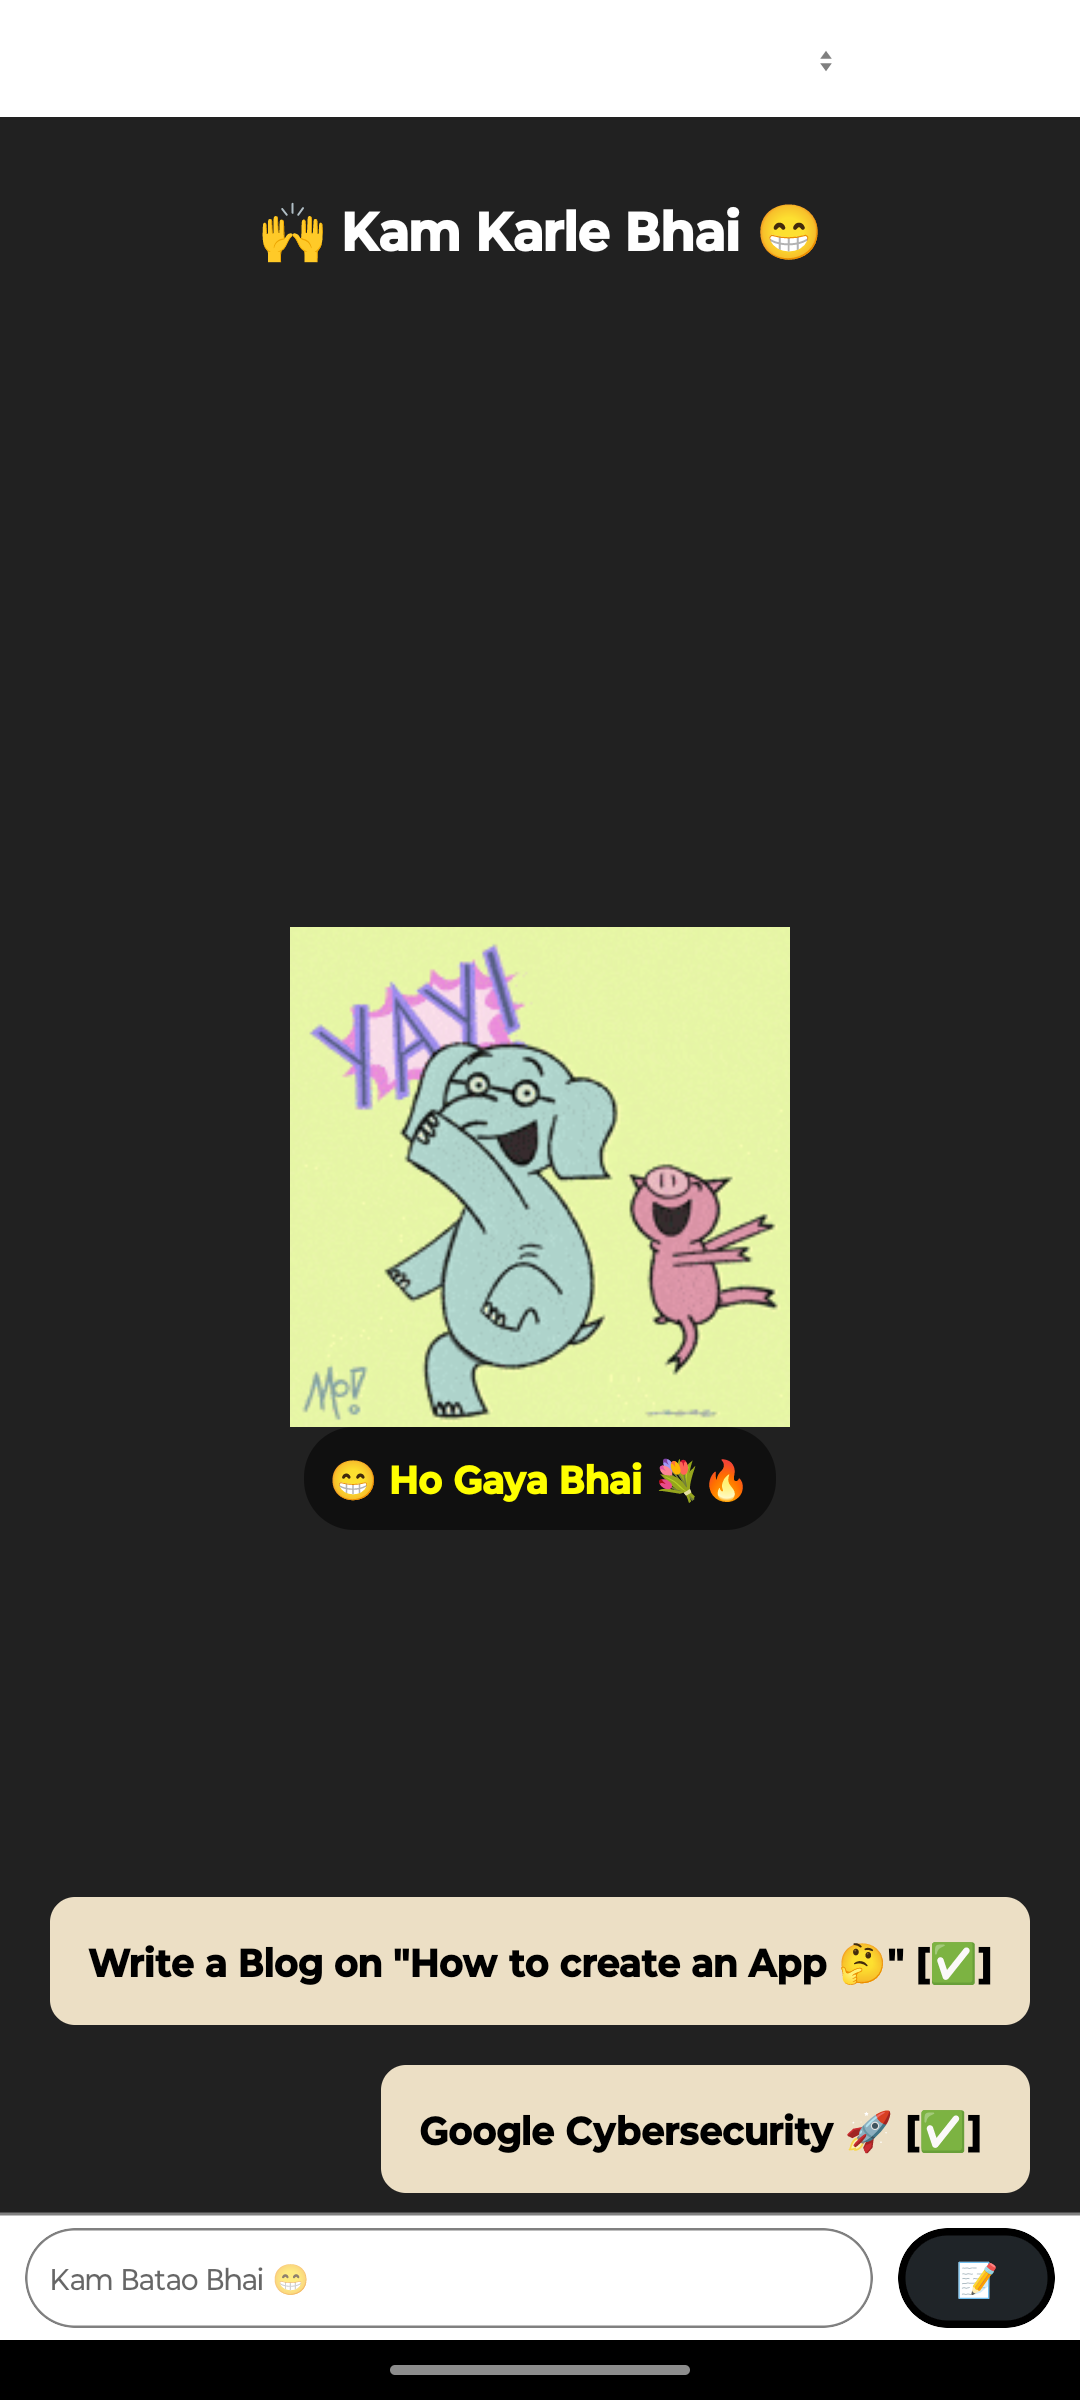 🙌 Kam Karle Bhai 😁
YAY!
Mo!
😁 Ho Gaya Bhai 💐🔥
Write a Blog on "How to create an App 🤔" [✅]
Google Cybersecurity 🚀 [✅]
Kam Batao Bhai 😁
📝